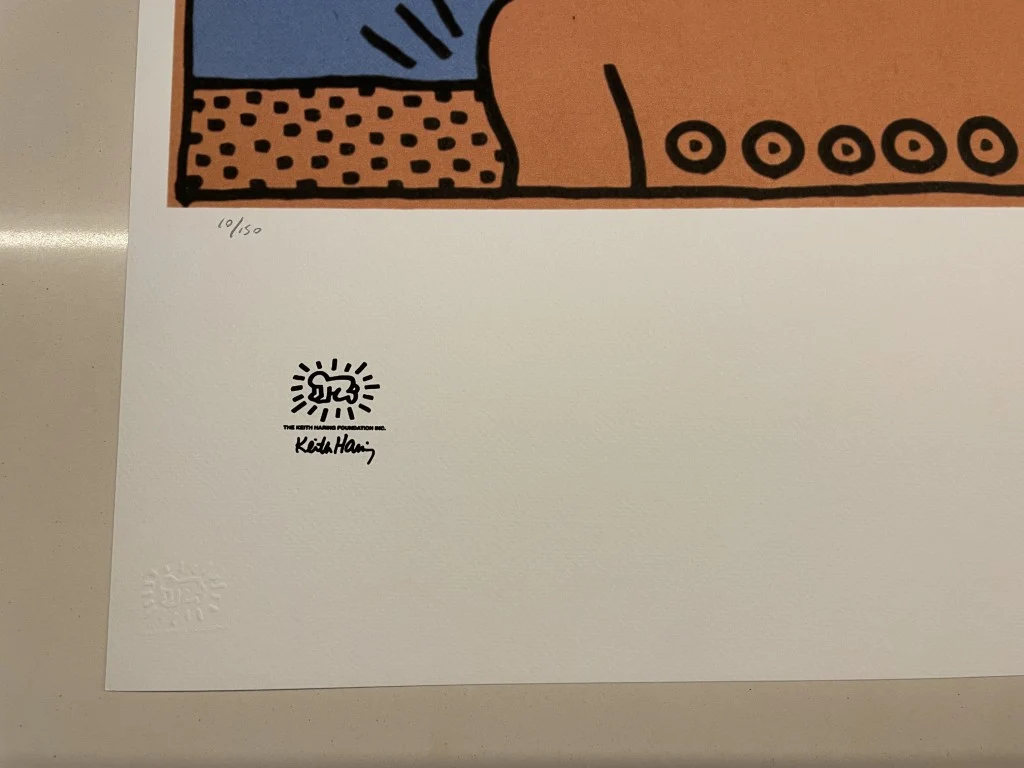 10/150
THE KEITH HARING FOUNDATION INC.
Keith Haring